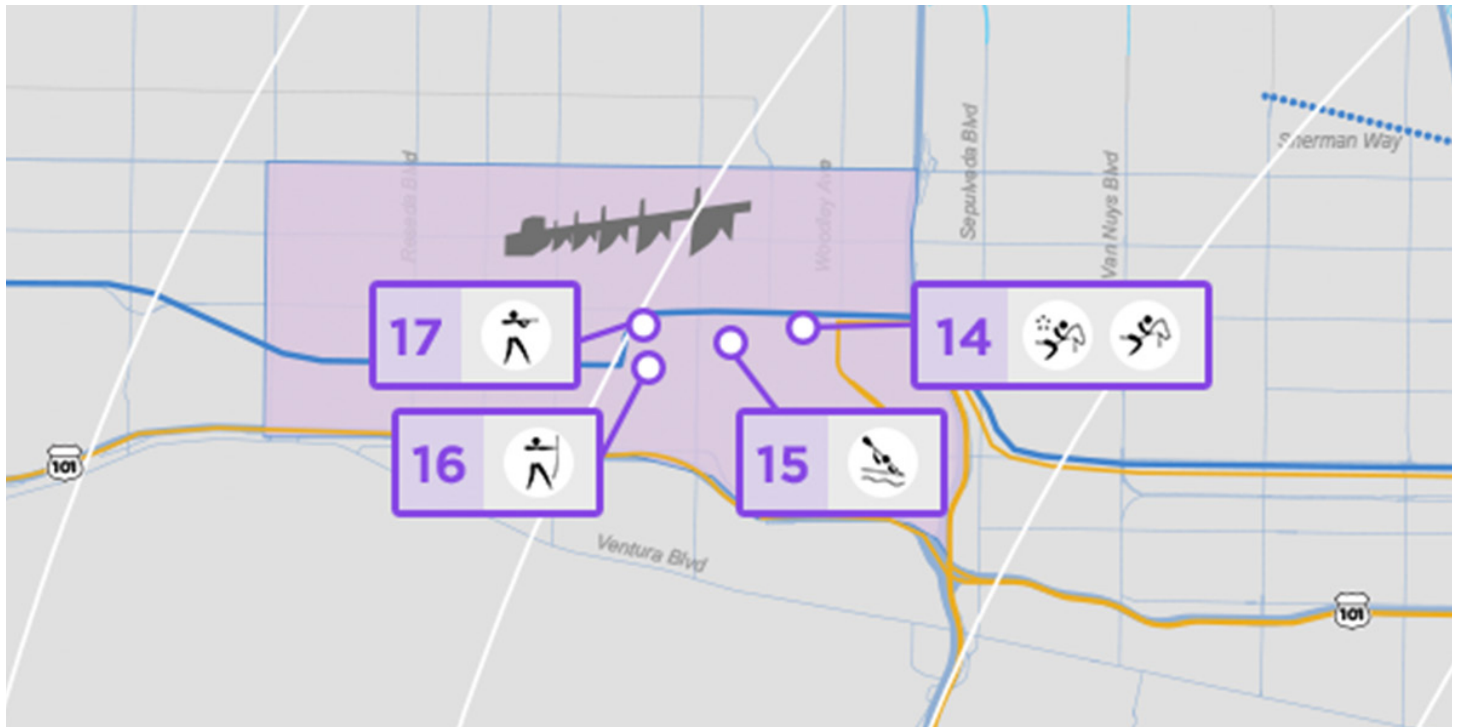 Sherman Way
Reseda Blvd
Woodley Ave
Sepulveda Blvd
Van Nuys Blvd
17
14
16
15
101
Ventura Blvd
101